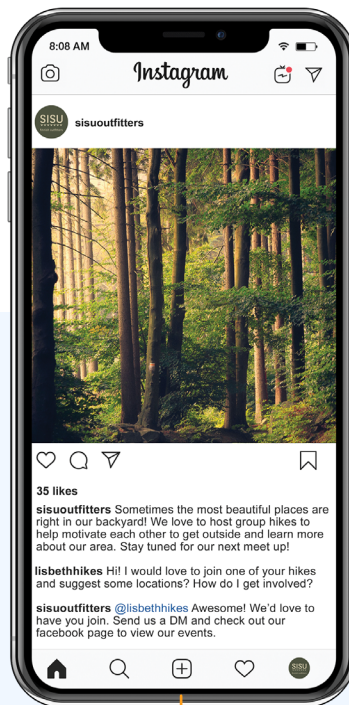 8:08 AM
Instagram
SISU
sisuoutfitters
35 likes
sisuoutfitters Sometimes the most beautiful places are
right in our backyard! We love to host group hikes to
help motivate each other to get outside and learn more
about our area. Stay tuned for our next meet up!
lisbethhikes Hi! I would love to join one of your hikes
and suggest some locations? How do I get involved?
sisuoutfitters @lisbethhikes Awesome! We'd love to
have you join. Send us a DM and check out our
facebook page to view our events.
SISU